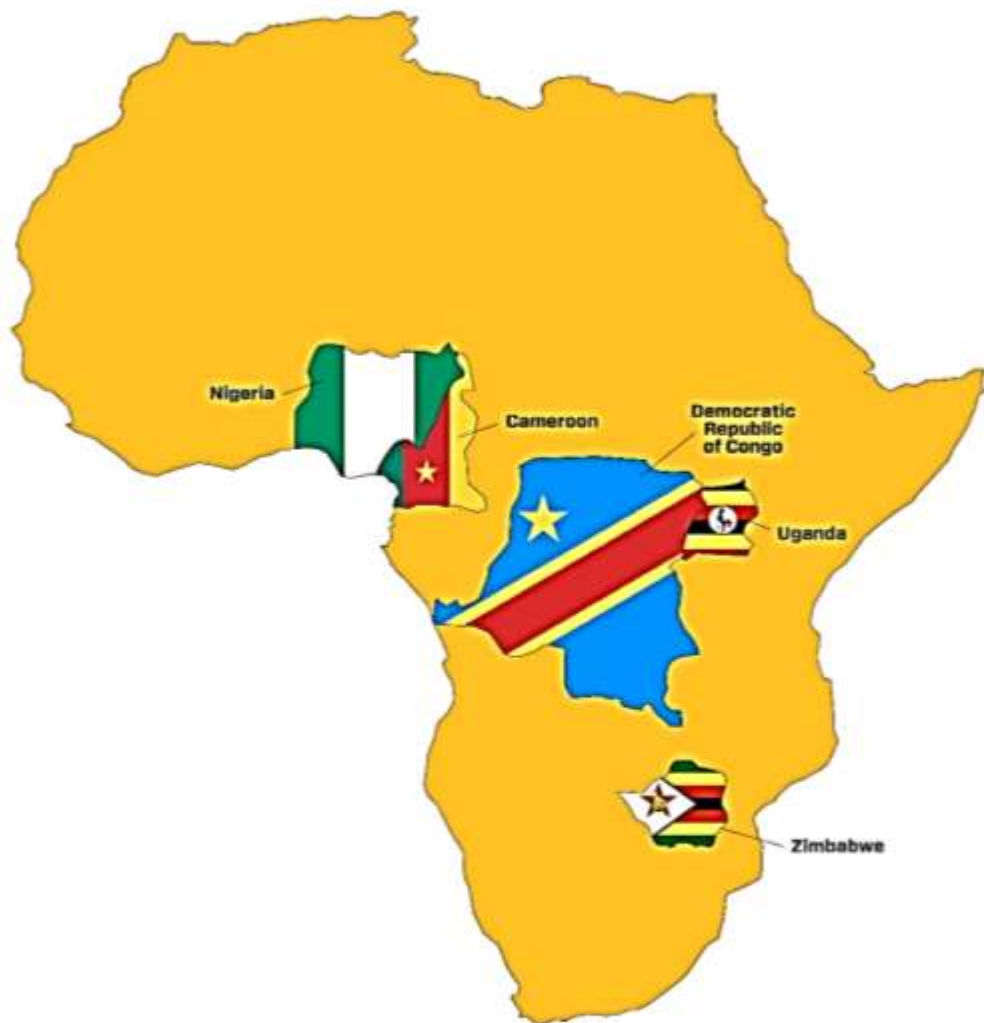 Nigeria
Cameroon
Democratic
Republic
of Congo
Uganda
Zimbabwe